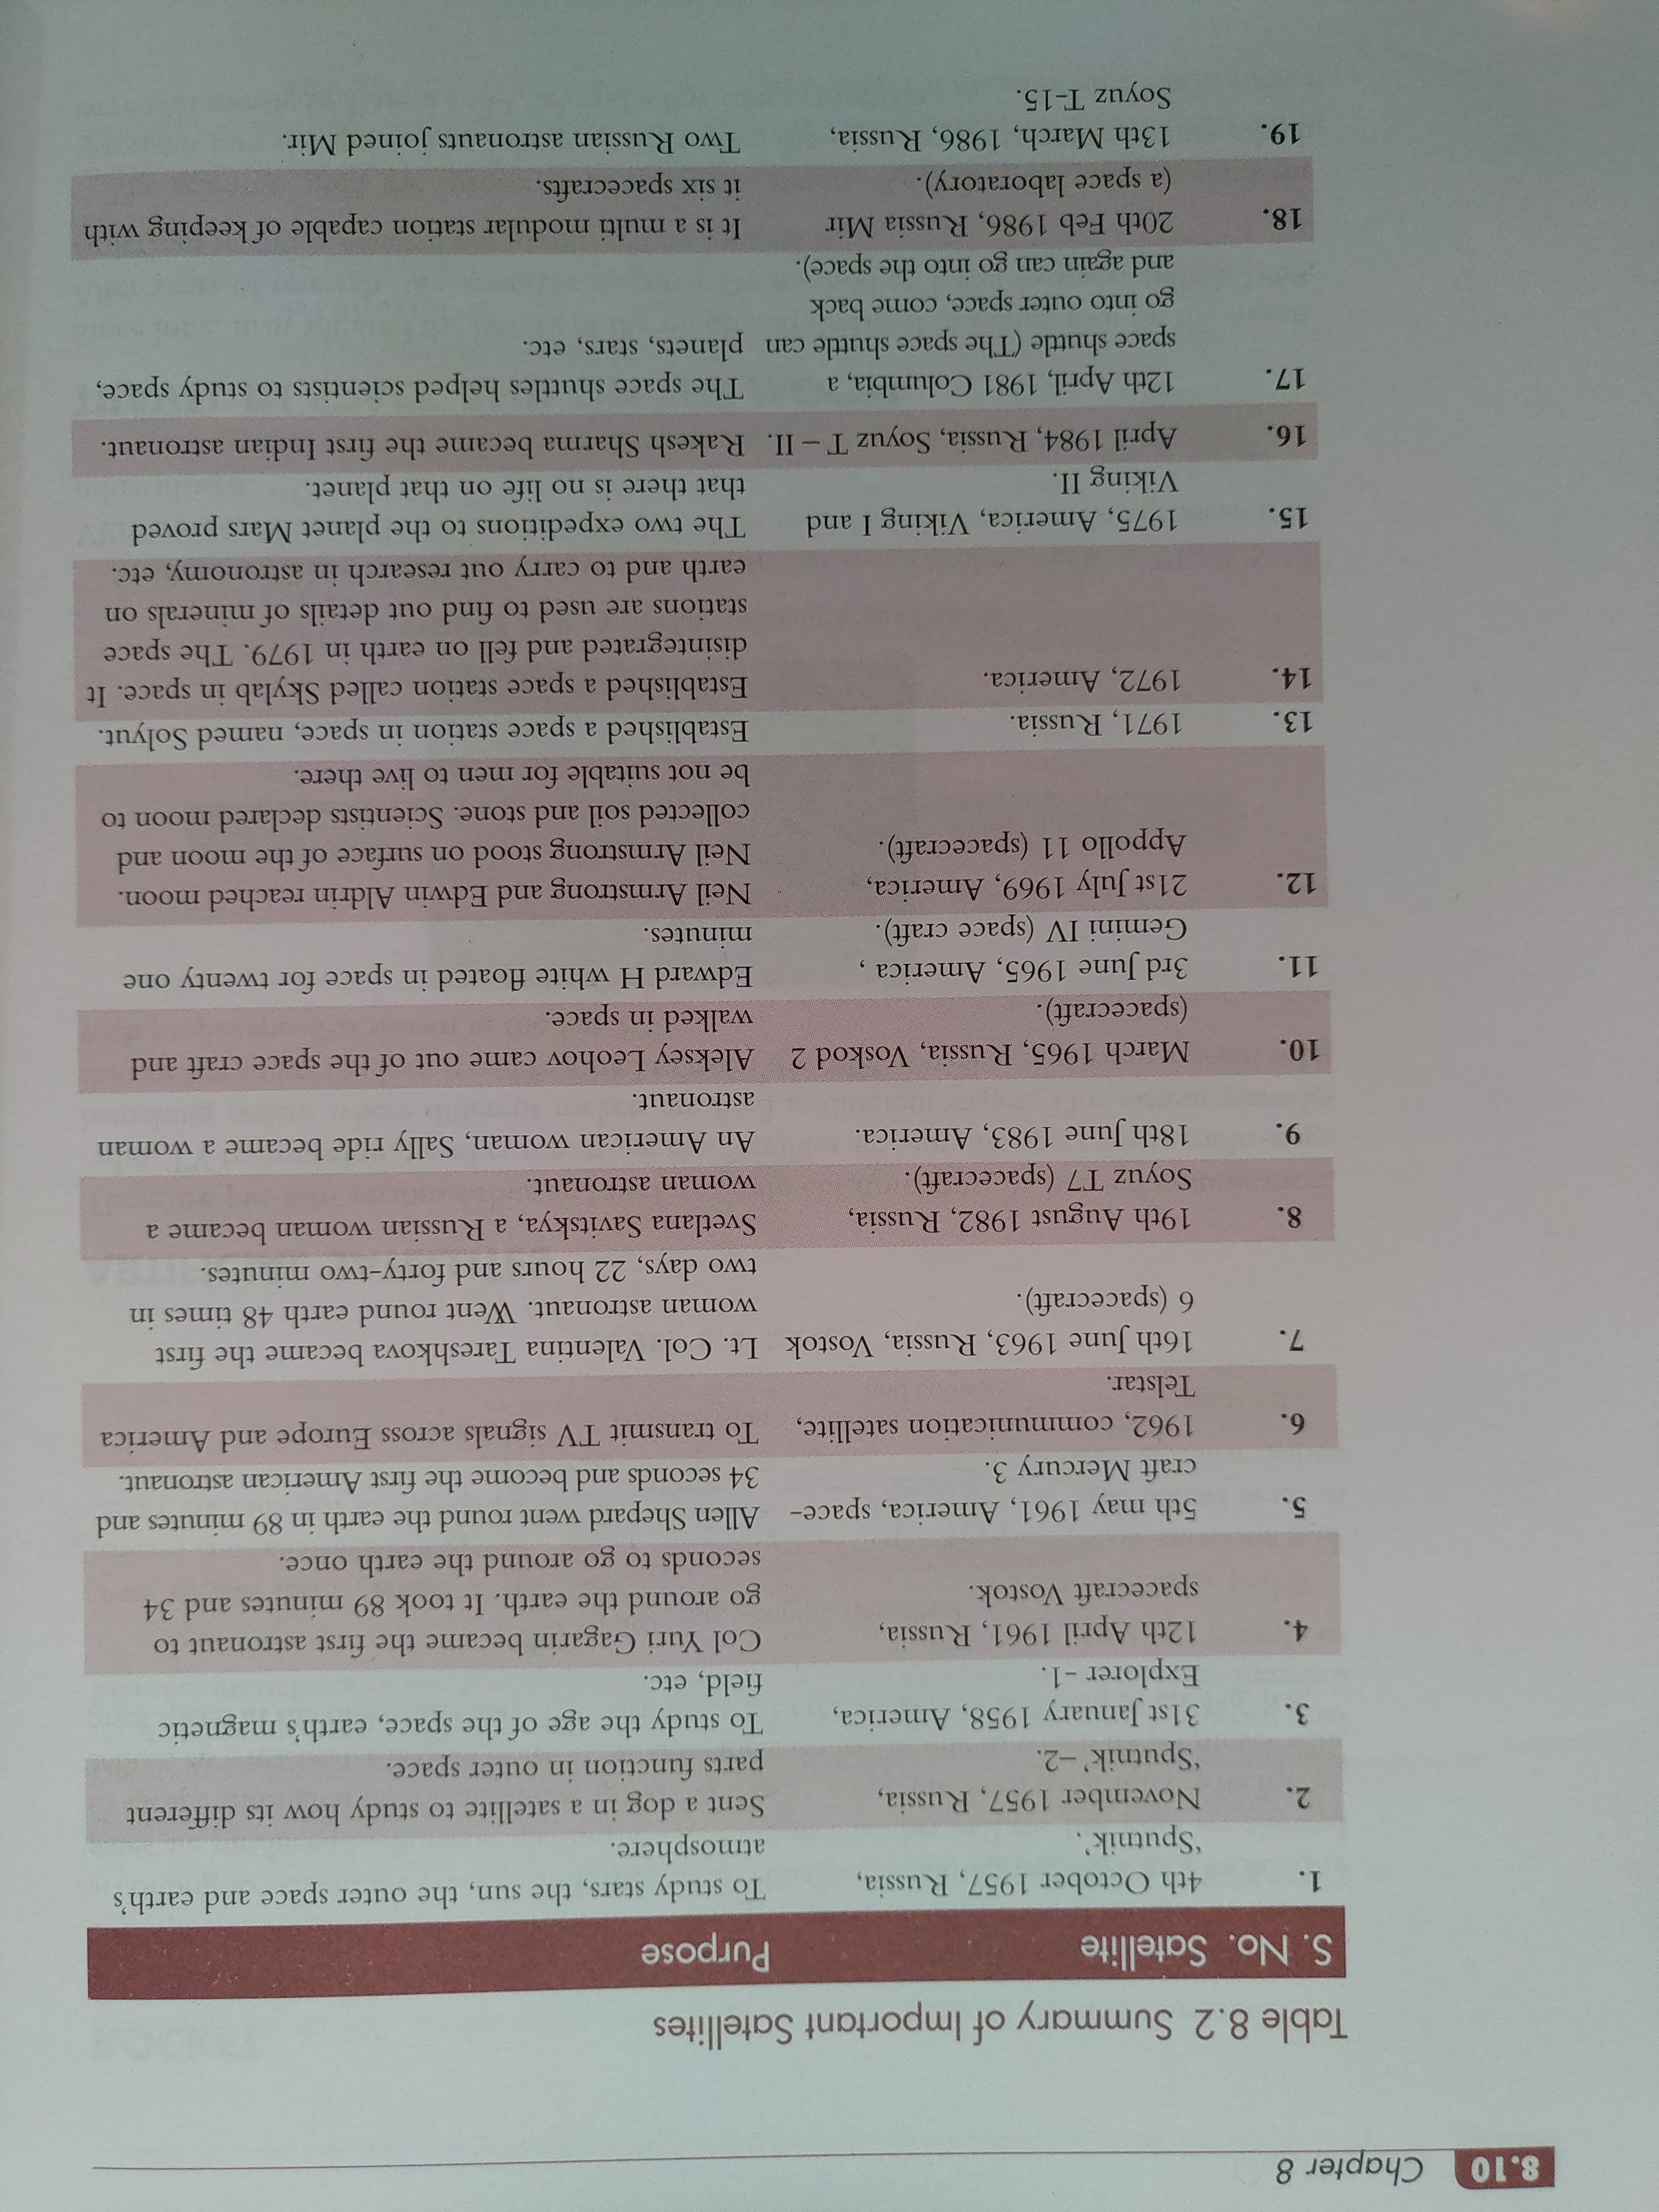 8.10 Chapter 8
Table 8.2 Summary of Important Satellites
S. No. Satellite Purpose
1. 4th October 1957, Russia, To study stars, the sun, the outer space and earth's
‘Sputnik’. atmosphere.
2. November 1957, Russia, Sent a dog in a satellite to study how its different
‘Sputnik’ –2. parts function in outer space.
3. 31st January 1958, America, To study the age of the space, earth's magnetic
Explorer –1. field, etc.
4. 12th April 1961, Russia, Col Yuri Gagarin became the first astronaut to
spacecraft Vostok. go around the earth. It took 89 minutes and 34
seconds to go around the earth once.
5. 5th may 1961, America, space- Allen Shepard went round the earth in 89 minutes and
craft Mercury 3. 34 seconds and become the first American astronaut.
6. 1962, communication satellite, To transmit TV signals across Europe and America
Telstar.
7. 16th June 1963, Russia, Vostok Lt. Col. Valentina Tareshkova became the first
6 (spacecraft). woman astronaut. Went round earth 48 times in
two days, 22 hours and forty-two minutes.
8. 19th August 1982, Russia, Svetlana Savitskya, a Russian woman became a
Soyuz T7 (spacecraft). woman astronaut.
9. 18th June 1983, America. An American woman, Sally ride became a woman
astronaut.
10. March 1965, Russia, Voskod 2 Aleksey Leohov came out of the space craft and
(spacecraft). walked in space.
11. 3rd June 1965, America , Edward H white floated in space for twenty one
Gemini IV (space craft). minutes.
12. 21st July 1969, America, Neil Armstrong and Edwin Aldrin reached moon.
Appollo 11 (spacecraft). Neil Armstrong stood on surface of the moon and
collected soil and stone. Scientists declared moon to
be not suitable for men to live there.
13. 1971, Russia. Established a space station in space, named Solyut.
14. 1972, America. Established a space station called Skylab in space. It
disintegrated and fell on earth in 1979. The space
stations are used to find out details of minerals on
earth and to carry out research in astronomy, etc.
15. 1975, America, Viking I and The two expeditions to the planet Mars proved
Viking II. that there is no life on that planet.
16. April 1984, Russia, Soyuz T – II. Rakesh Sharma became the first Indian astronaut.
17. 12th April, 1981 Columbia, a The space shuttles helped scientists to study space,
space shuttle (The space shuttle can planets, stars, etc.
go into outer space, come back
and again can go into the space).
18. 20th Feb 1986, Russia Mir It is a multi modular station capable of keeping with
(a space laboratory). it six spacecrafts.
19. 13th March, 1986, Russia, Two Russian astronauts joined Mir.
Soyuz T-15.